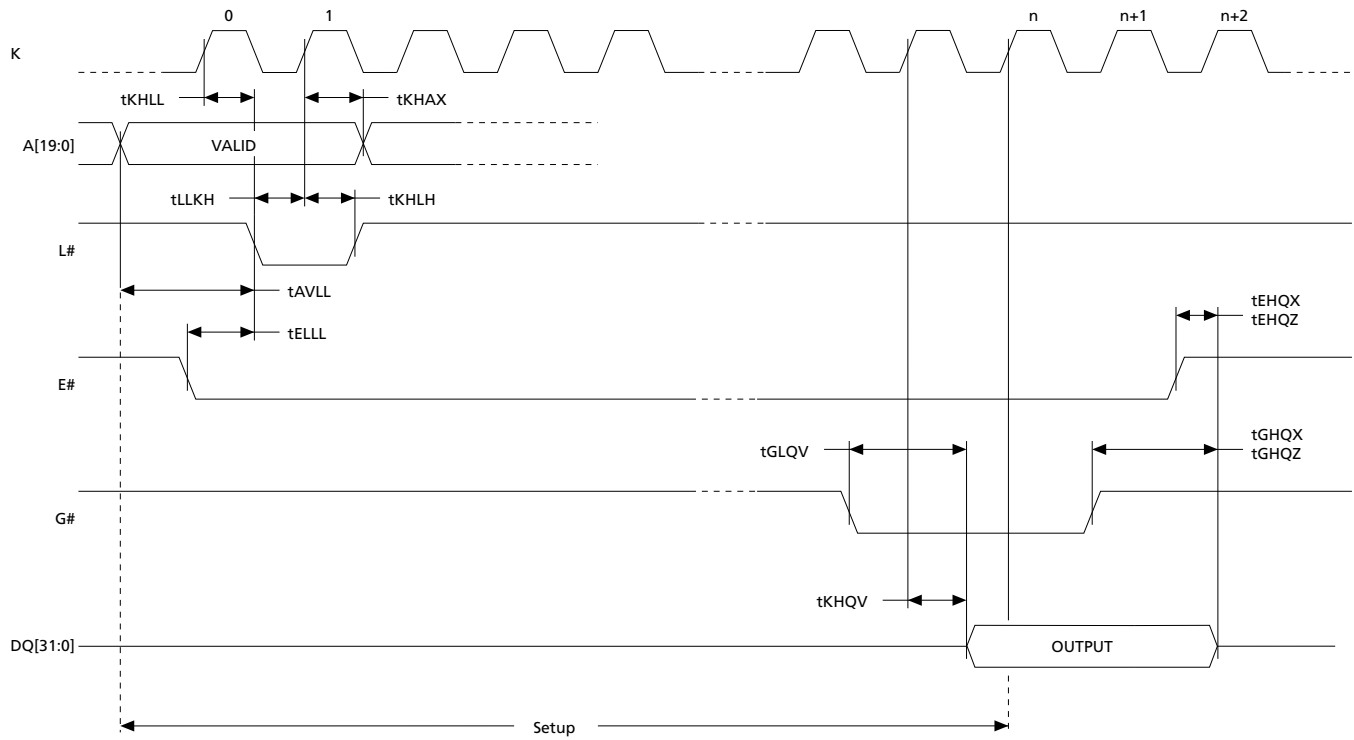 0 1 n n+1 n+2
K
tKHLL tKHAX
A[19:0] VALID
tLLKH tKHLH
L#
tAVLL
tEHQX
tEHQZ
tELLL
E#
tGHQX
tGHQZ
tGLQV
G#
tKHQV
DQ[31:0] OUTPUT
Setup